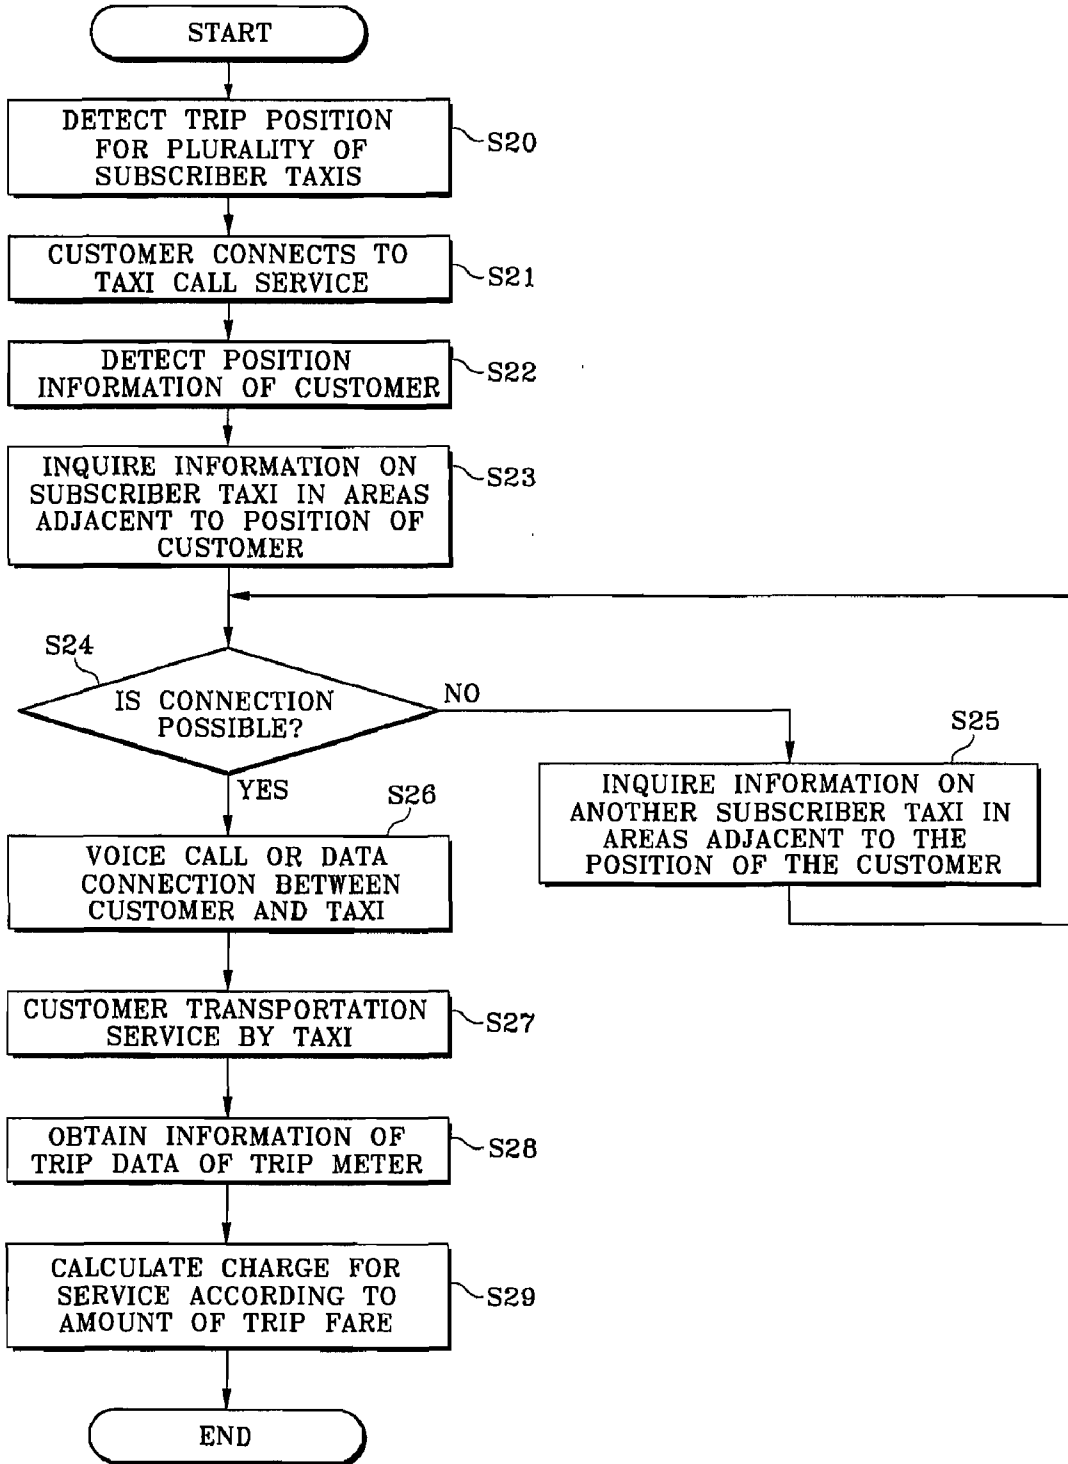 START
DETECT TRIP POSITION
FOR PLURALITY OF
SUBSCRIBER TAXIS
S20
CUSTOMER CONNECTS TO
TAXI CALL SERVICE
S21
DETECT POSITION
INFORMATION OF CUSTOMER
S22
INQUIRE INFORMATION ON
SUBSCRIBER TAXI IN AREAS
ADJACENT TO POSITION OF
CUSTOMER
S23
S24
IS CONNECTION
POSSIBLE?
NO
YES
S25
INQUIRE INFORMATION ON
ANOTHER SUBSCRIBER TAXI IN
AREAS ADJACENT TO THE
POSITION OF THE CUSTOMER
S26
VOICE CALL OR DATA
CONNECTION BETWEEN
CUSTOMER AND TAXI
CUSTOMER TRANSPORTATION
SERVICE BY TAXI
S27
OBTAIN INFORMATION OF
TRIP DATA OF TRIP METER
S28
CALCULATE CHARGE FOR
SERVICE ACCORDING TO
AMOUNT OF TRIP FARE
S29
END